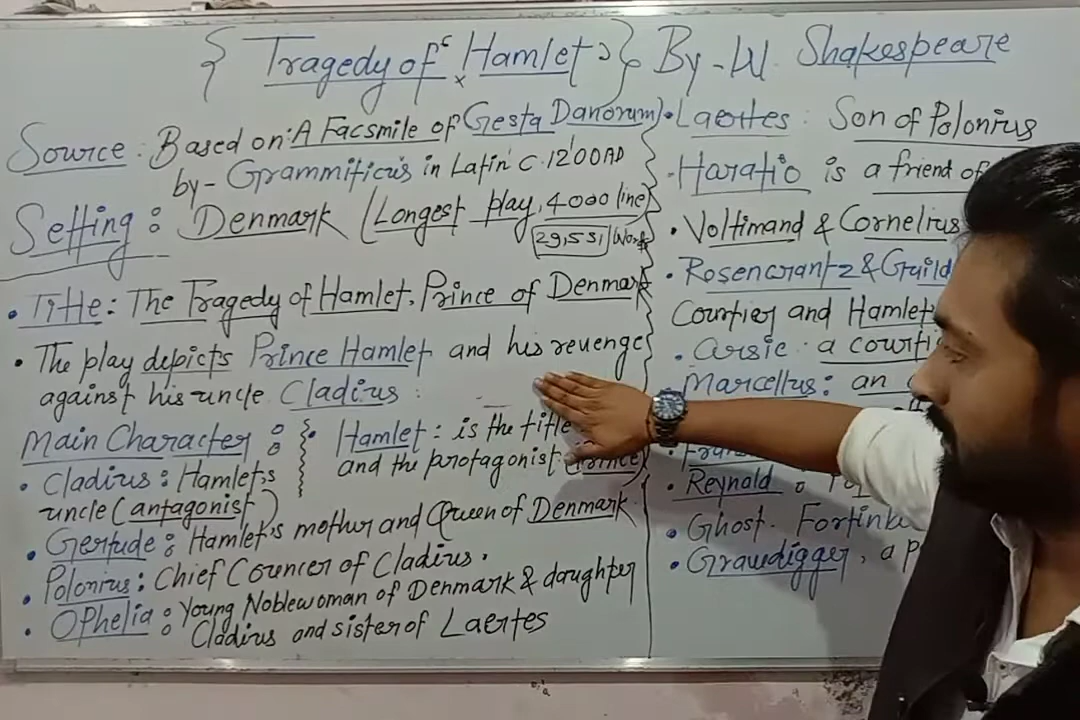 { Tragedy of 'Hamlet' } By - W. Shakespeare
Source: Based on: A Facsmile of Gesta Danorum
by - Grammiticus in Latin C. 1200 AD
Setting: Denmark (Longest play, 4000 line)
29,551 Words
• Title: The Tragedy of Hamlet, Prince of Denmark
• The play depicts Prince Hamlet and his revenge
against his uncle Cladius:
Main Character:
• Cladius: Hamlet's
uncle (antagonist)
• Hamlet: is the title
and the protagonist. (Prince)
• Gertude: Hamlet's mother and Queen of Denmark
• Polonius: Chief Councer of Cladius.
• Ophelia: Young Noblewoman of Denmark & daughter
Cladius and sister of Laertes
• Laertes: Son of Polonius
• Haratio is a friend of
• Voltimand & Cornelius
• Rosencrantz & Guild
Courtier and Hamlet
• Arsic: a courti
• Marcellus: an
• Fran
• Reynold:
• Ghost. Fortinb
• Gravedigger, a p